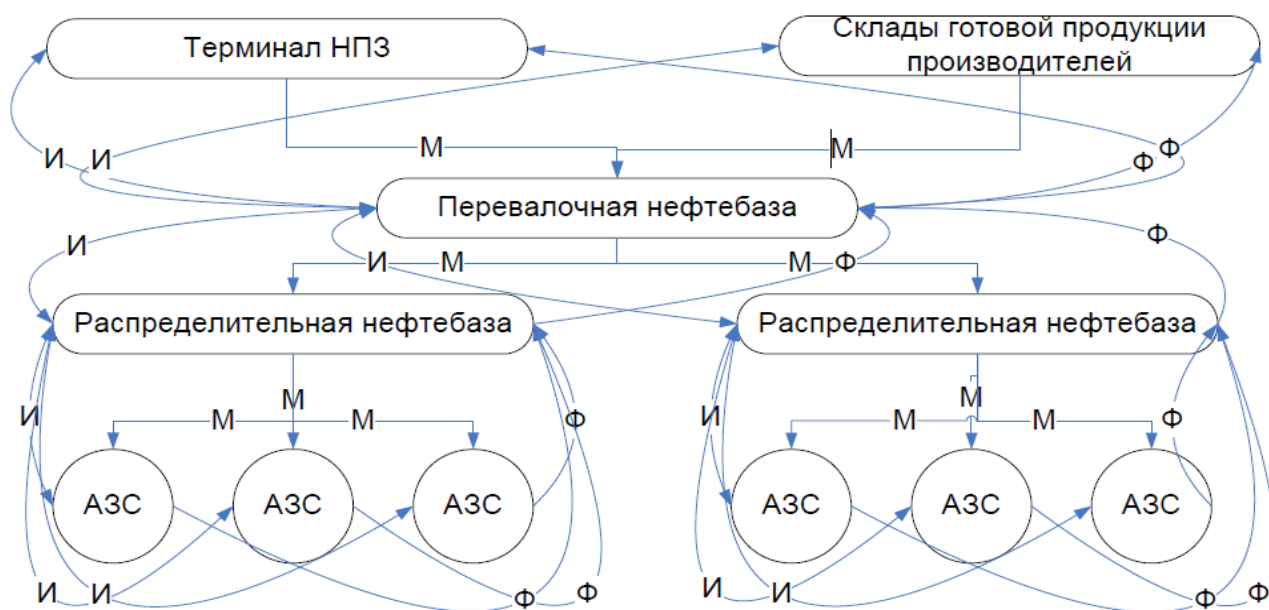 Терминал НПЗ
Склады готовой продукции
производителей
И
И
М
М
Ф
Ф
Перевалочная нефтебаза
И
И
М
М
Ф
Ф
Распределительная нефтебаза
Распределительная нефтебаза
И
М
М
М
Ф
И
М
М
М
Ф
АЗС
АЗС
АЗС
АЗС
АЗС
АЗС
И
И
Ф
Ф
И
И
Ф
Ф